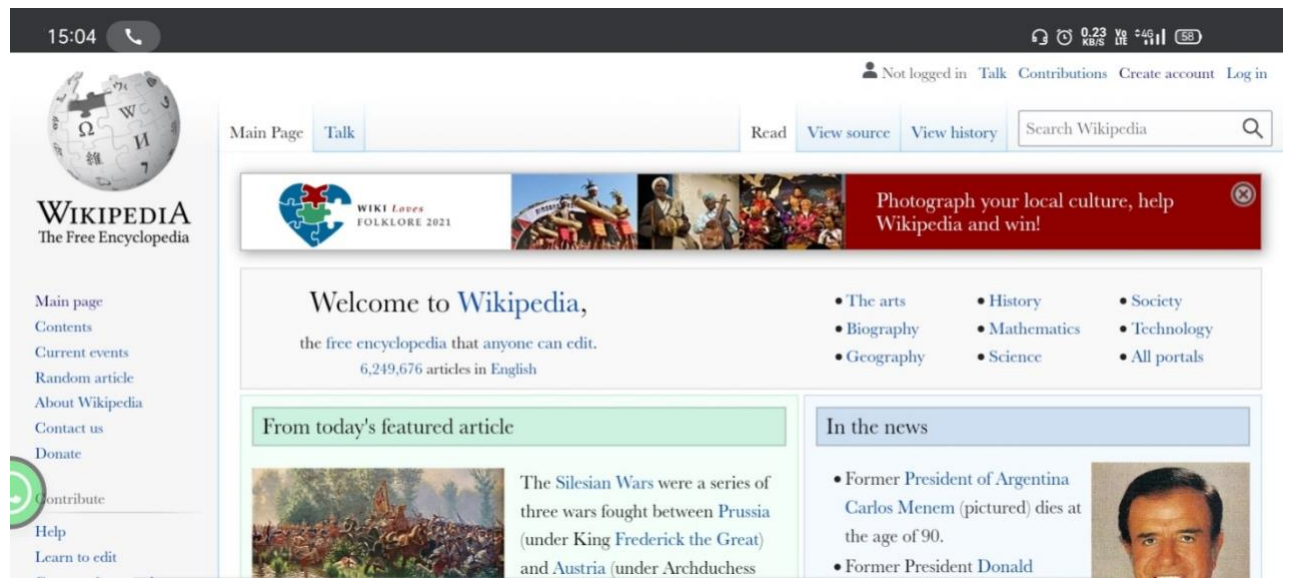 15:04
0.23 KB/S Vo LTE 4G 58
Not logged in Talk Contributions Create account Log in
Main Page Talk Read View source View history Search Wikipedia
WIKIPEDIA
The Free Encyclopedia
Main page
Contents
Current events
Random article
About Wikipedia
Contact us
Donate
Contribute
Help
Learn to edit
WIKI Loves
FOLKLORE 2021
Photograph your local culture, help
Wikipedia and win!
Welcome to Wikipedia,
the free encyclopedia that anyone can edit.
6,249,676 articles in English
• The arts
• Biography
• Geography
• History
• Mathematics
• Science
• Society
• Technology
• All portals
From today's featured article
The Silesian Wars were a series of
three wars fought between Prussia
(under King Frederick the Great)
and Austria (under Archduchess
In the news
• Former President of Argentina
Carlos Menem (pictured) dies at
the age of 90.
• Former President Donald